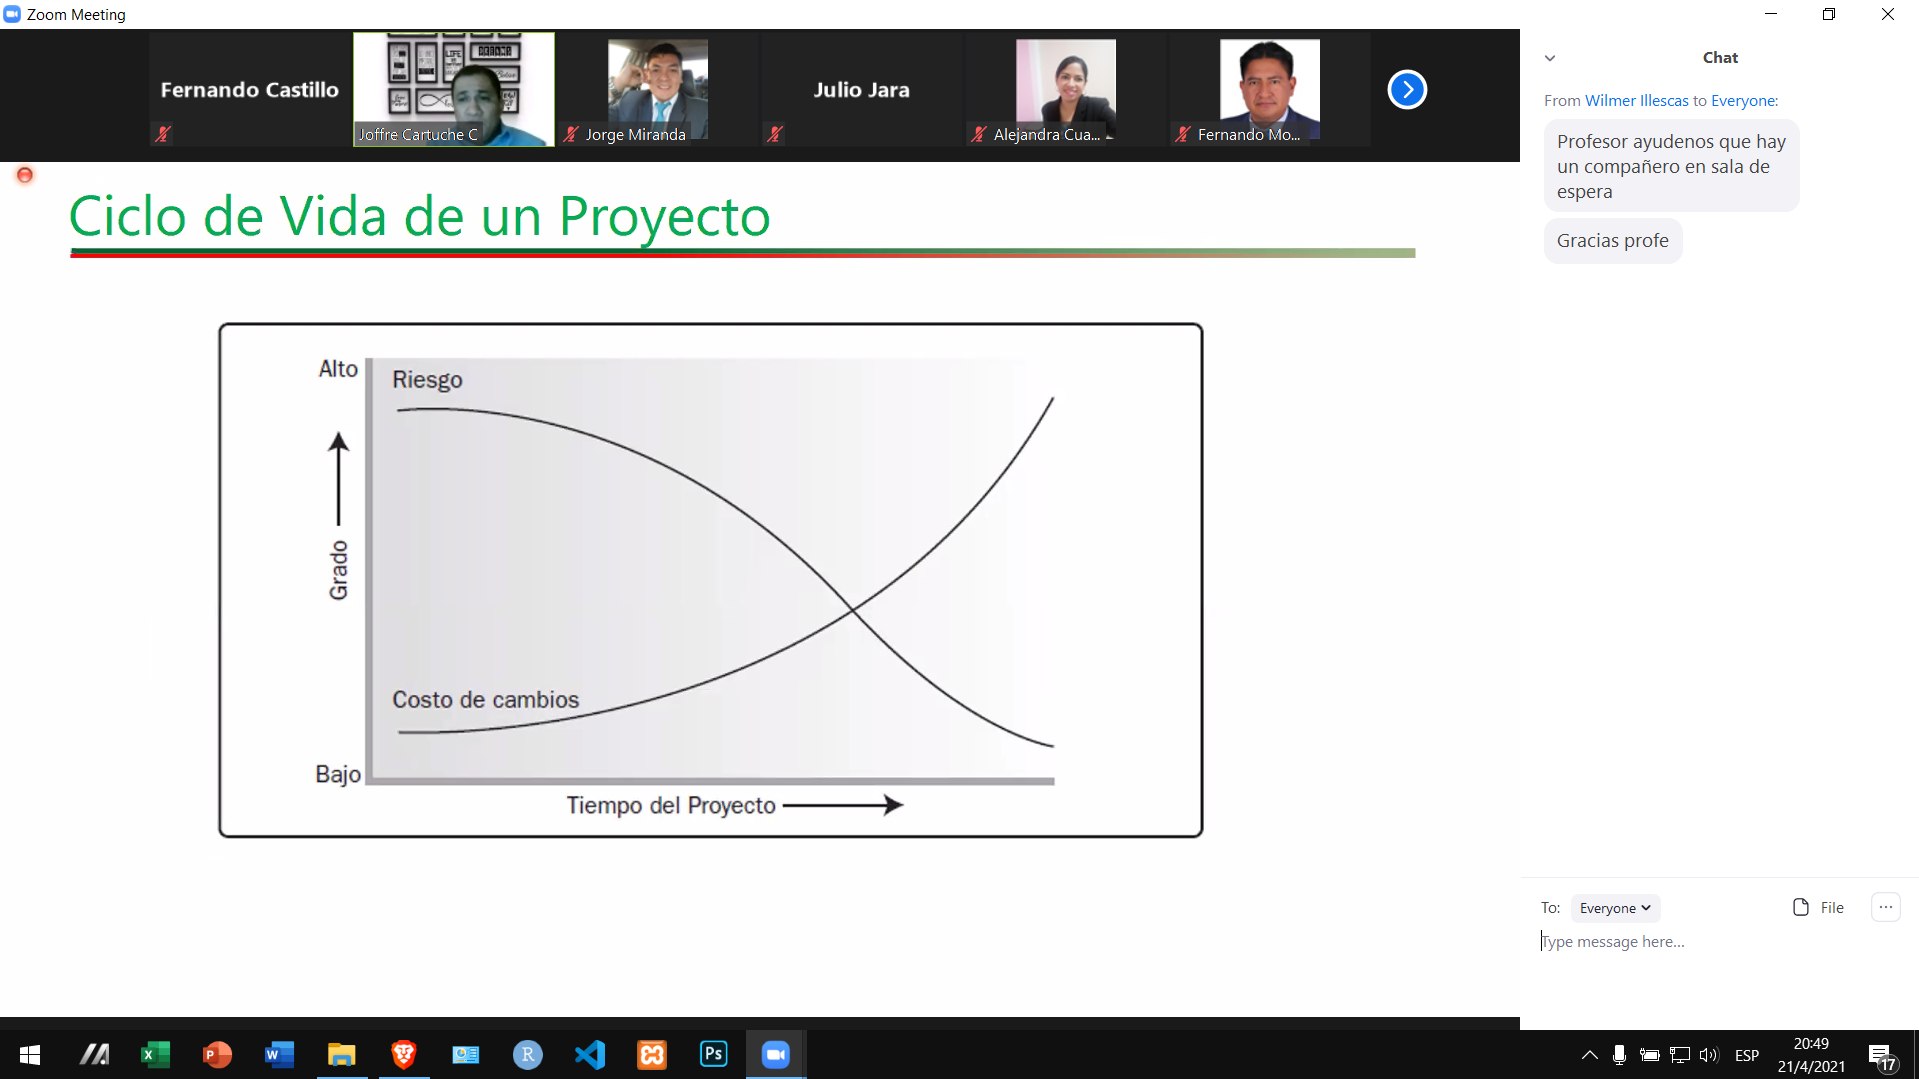 Zoom Meeting
Fernando Castillo
Joffre Cartuche C
Jorge Miranda
Julio Jara
Alejandra Cua...
Fernando Mo...
Ciclo de Vida de un Proyecto
Alto
Riesgo
Grado
Costo de cambios
Bajo
Tiempo del Proyecto
Chat
From Wilmer Illescas to Everyone:
Profesor ayudenos que hay
un compañero en sala de
espera
Gracias profe
To: Everyone
File
Type message here...
X
P
W
R
Ps
ESP
20:49
21/4/2021
17